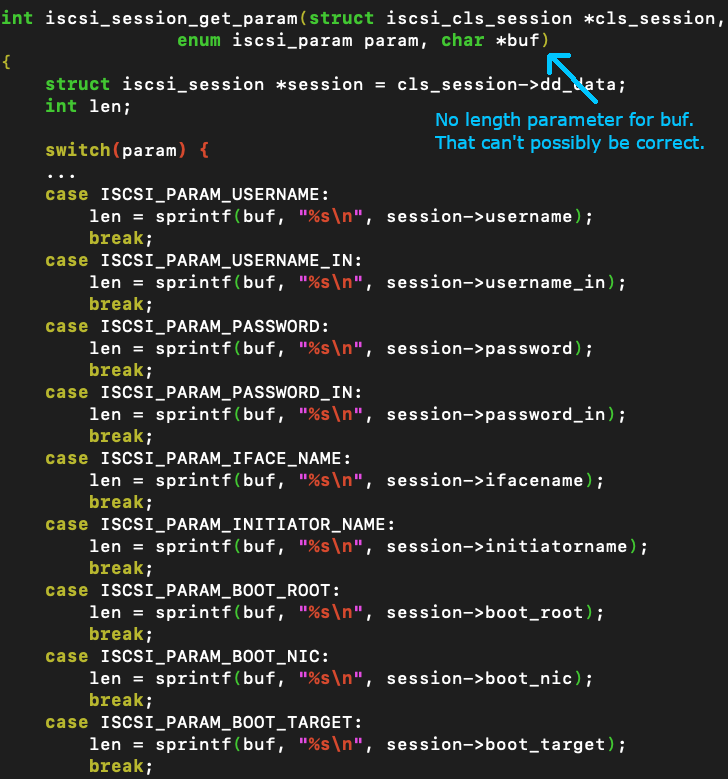 int iscsi_session_get_param(struct iscsi_cls_session *cls_session,
enum iscsi_param param, char *buf)
{
struct iscsi_session *session = cls_session->dd_data;
int len;
No length parameter for buf.
That can't possibly be correct.
switch(param) {
...
case ISCSI_PARAM_USERNAME:
len = sprintf(buf, "%s\n", session->username);
break;
case ISCSI_PARAM_USERNAME_IN:
len = sprintf(buf, "%s\n", session->username_in);
break;
case ISCSI_PARAM_PASSWORD:
len = sprintf(buf, "%s\n", session->password);
break;
case ISCSI_PARAM_PASSWORD_IN:
len = sprintf(buf, "%s\n", session->password_in);
break;
case ISCSI_PARAM_IFACE_NAME:
len = sprintf(buf, "%s\n", session->ifacename);
break;
case ISCSI_PARAM_INITIATOR_NAME:
len = sprintf(buf, "%s\n", session->initiatorname);
break;
case ISCSI_PARAM_BOOT_ROOT:
len = sprintf(buf, "%s\n", session->boot_root);
break;
case ISCSI_PARAM_BOOT_NIC:
len = sprintf(buf, "%s\n", session->boot_nic);
break;
case ISCSI_PARAM_BOOT_TARGET:
len = sprintf(buf, "%s\n", session->boot_target);
break;